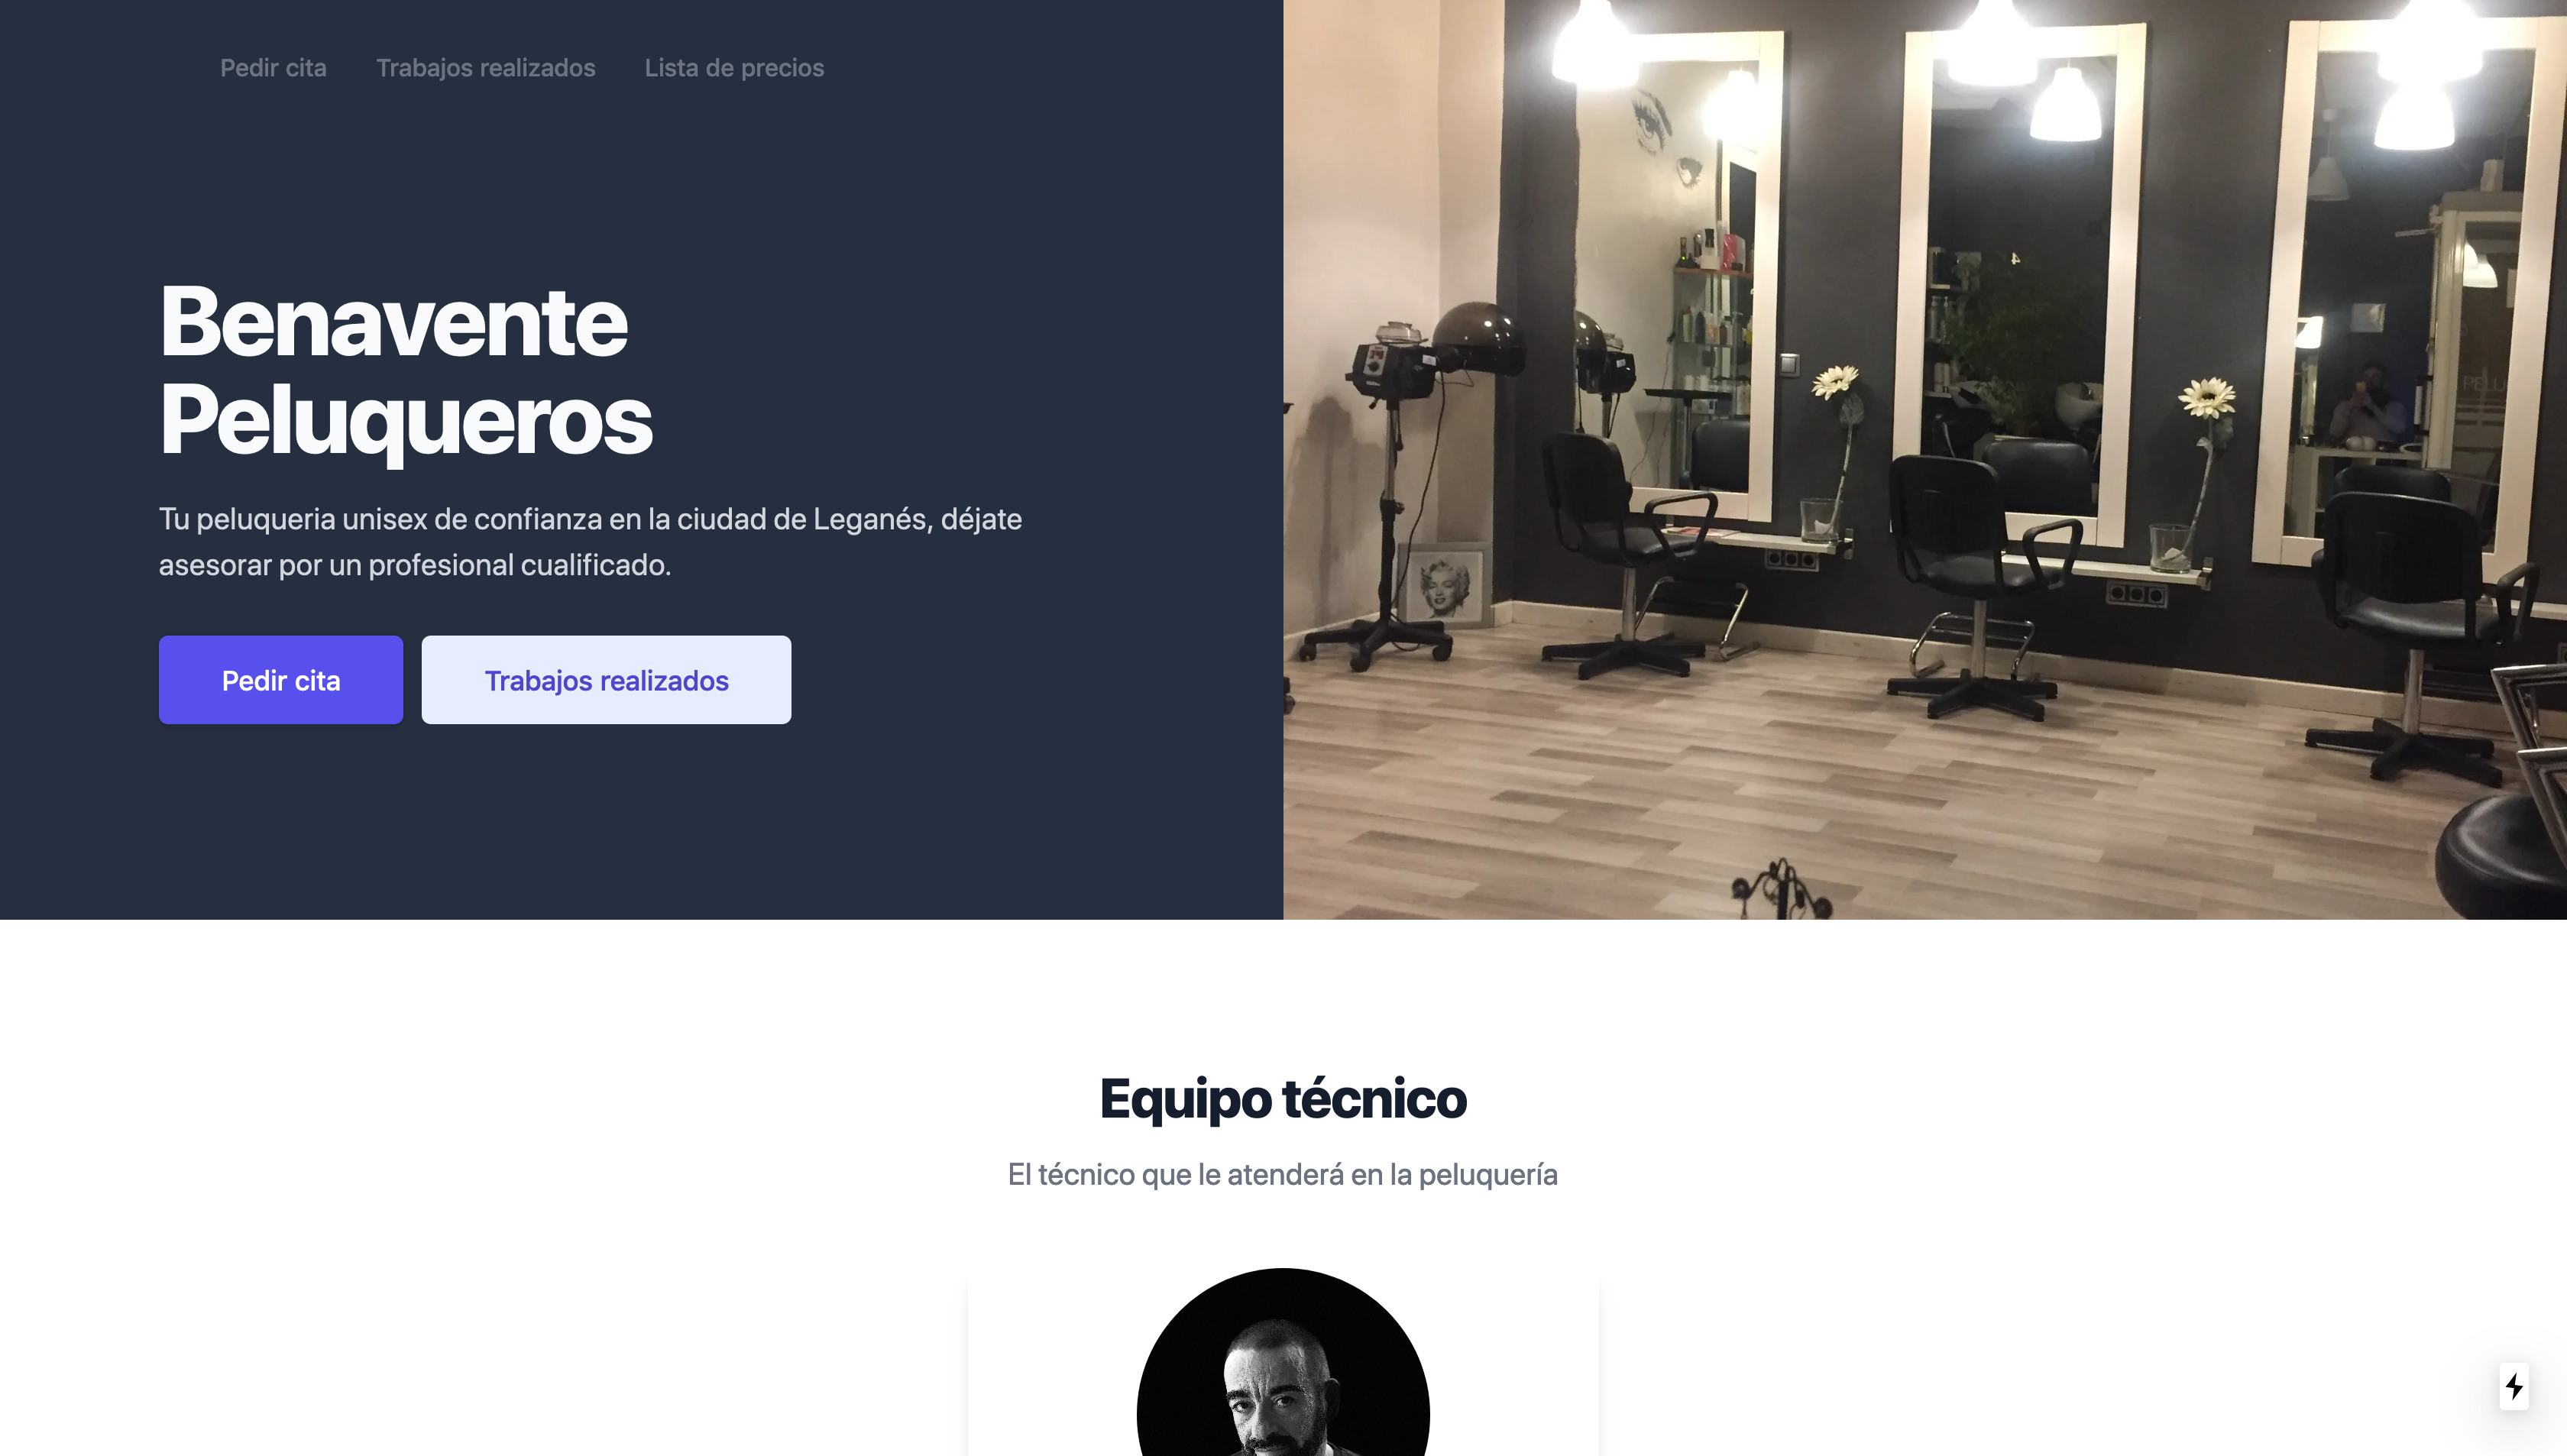 Pedir cita Trabajos realizados Lista de precios
Benavente
Peluqueros
Tu peluqueria unisex de confianza en la ciudad de Leganés, déjate
asesorar por un profesional cualificado.
Pedir cita Trabajos realizados
Equipo técnico
El técnico que le atenderá en la peluquería